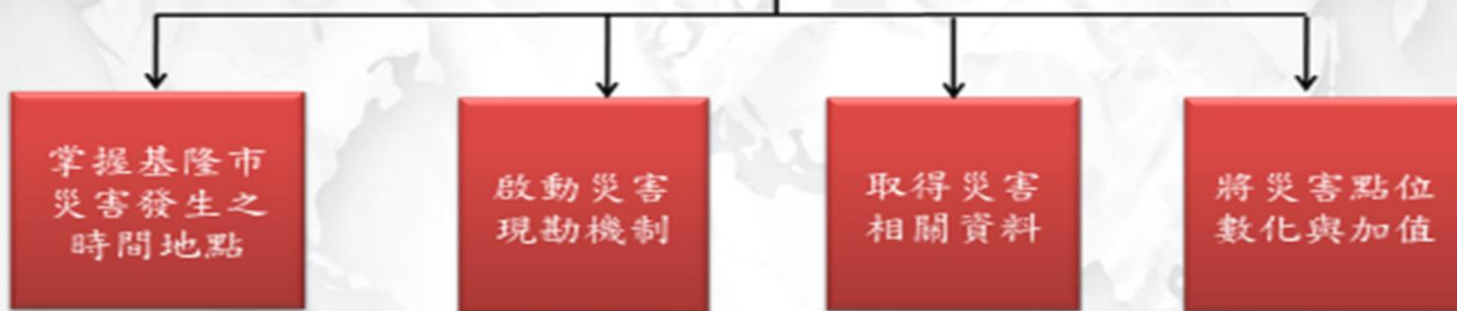 掌握基隆市
災害發生之
時間地點
啟動災害
現勘機制
取得災害
相關資料
將災害點位
數化與加值